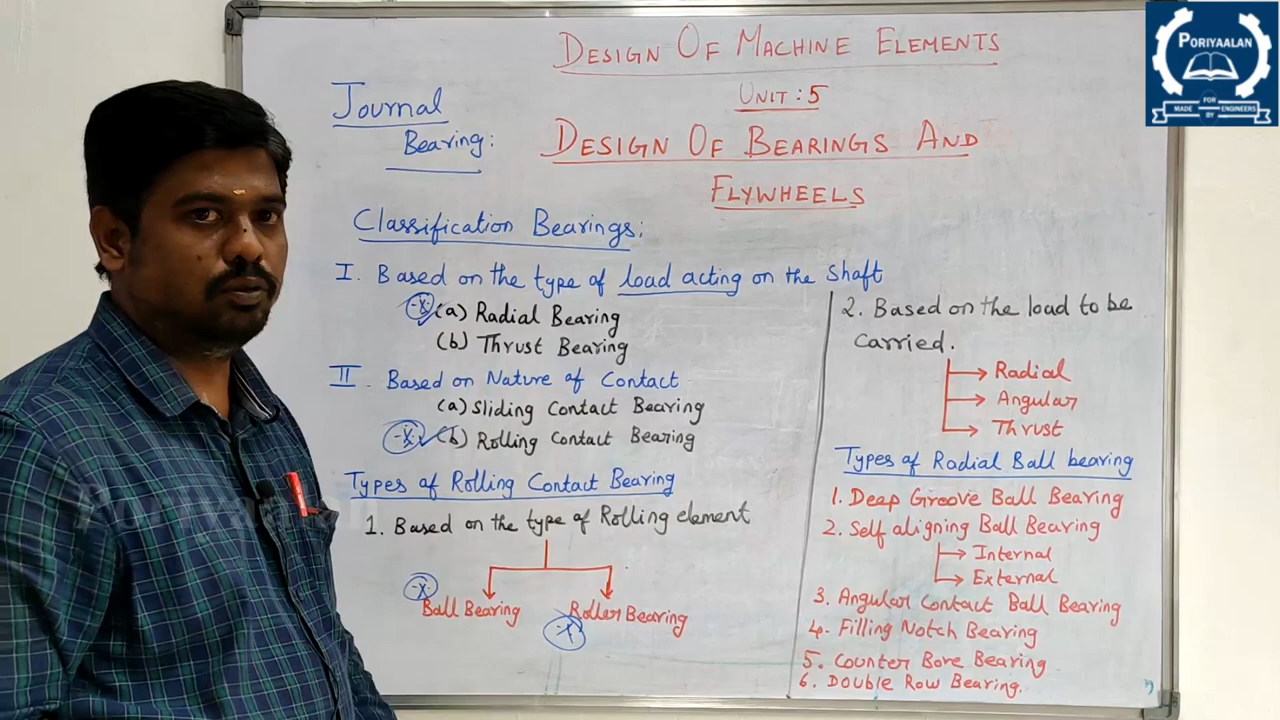 DESIGN OF MACHINE ELEMENTS
UNIT : 5
DESIGN OF BEARINGS AND
FLYWHEELS
Journal
Bearing:
Classification Bearings:
I. Based on the type of load acting on the shaft
(a) Radial Bearing
(b) Thrust Bearing
II. Based on Nature of Contact
(a) Sliding Contact Bearing
(b) Rolling Contact Bearing
Types of Rolling Contact Bearing
1. Based on the type of Rolling element
Ball Bearing
Roller Bearing
2. Based on the load to be
carried.
Radial
Angular
Thrust
Types of Radial Ball bearing
1. Deep Groove Ball Bearing
2. Self aligning Ball Bearing
Internal
External
3. Angular Contact Ball Bearing
4. Filling Notch Bearing
5. Counter Bore Bearing
6. Double Row Bearing.
PORIYAALAN
MADE FOR BY ENGINEERS